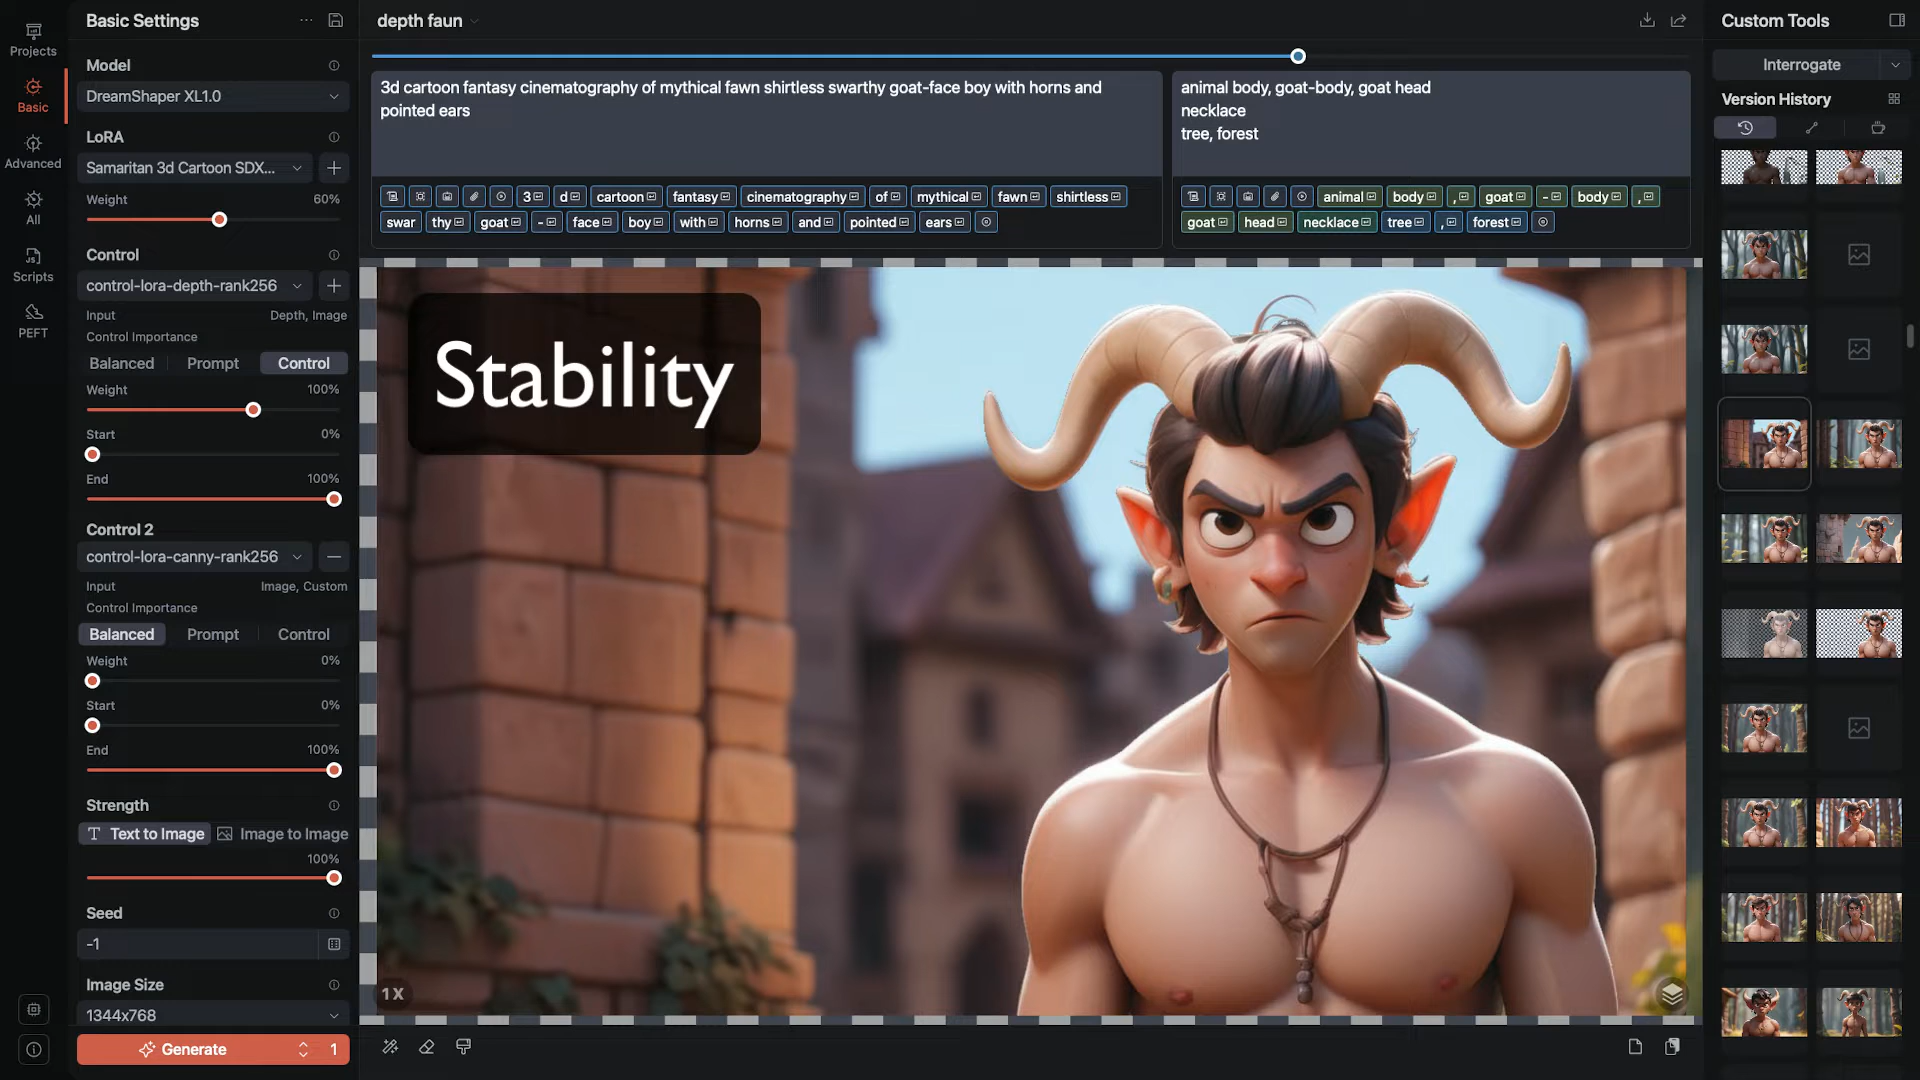 Projects
Basic
Advanced
All
Scripts
PEFT
Basic Settings
Model
DreamShaper XL1.0
LoRA
Samaritan 3d Cartoon SDX...
Weight 60%
Control
control-lora-depth-rank256
Input Depth, Image
Control Importance
Balanced Prompt Control
Weight 100%
Start 0%
End 100%
Control 2
control-lora-canny-rank256
Input Image, Custom
Control Importance
Balanced Prompt Control
Weight 0%
Start 0%
End 100%
Strength
Text to Image Image to Image
100%
Seed
-1
Image Size
1344x768
Generate 1
depth faun
3d cartoon fantasy cinematography of mythical fawn shirtless swarthy goat-face boy with horns and
pointed ears
3 d cartoon fantasy cinematography of mythical fawn shirtless
swar thy goat - face boy with horns and pointed ears
animal body, goat-body, goat head
necklace
tree, forest
animal body , goat - body ,
goat head necklace tree , forest
Stability
1 X
Custom Tools
Interrogate
Version History